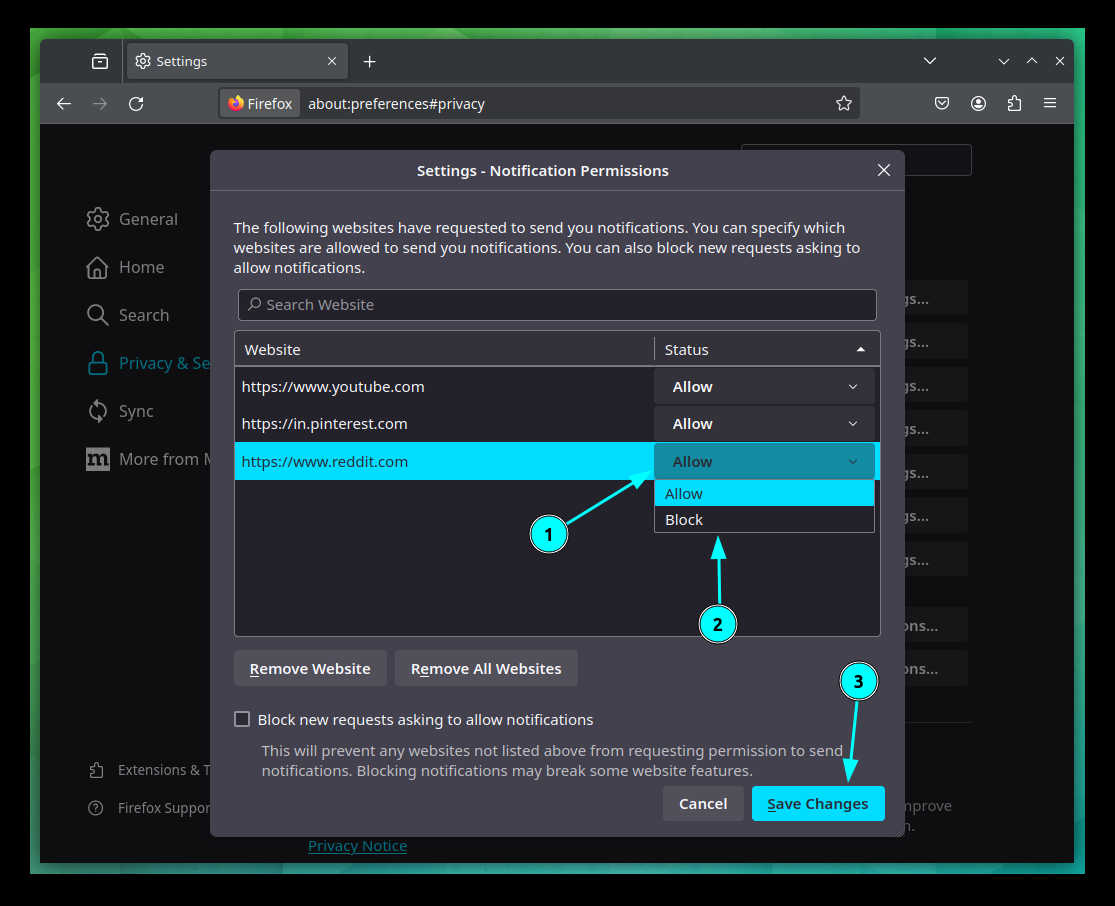 Settings
Firefox about:preferences#privacy
Settings - Notification Permissions
The following websites have requested to send you notifications. You can specify which
websites are allowed to send you notifications. You can also block new requests asking to
allow notifications.
Search Website
Website Status
https://www.youtube.com Allow
https://in.pinterest.com Allow
https://www.reddit.com Allow
Allow
Block
1
2
Remove Website Remove All Websites
3
Block new requests asking to allow notifications
This will prevent any websites not listed above from requesting permission to send
notifications. Blocking notifications may break some website features.
Cancel Save Changes
General
Home
Search
Privacy & Se
Sync
m More from M
Extensions & T
Firefox Suppor
gs...
gs...
gs...
gs...
gs...
gs...
gs...
ons...
ons...
mprove
n.
Privacy Notice